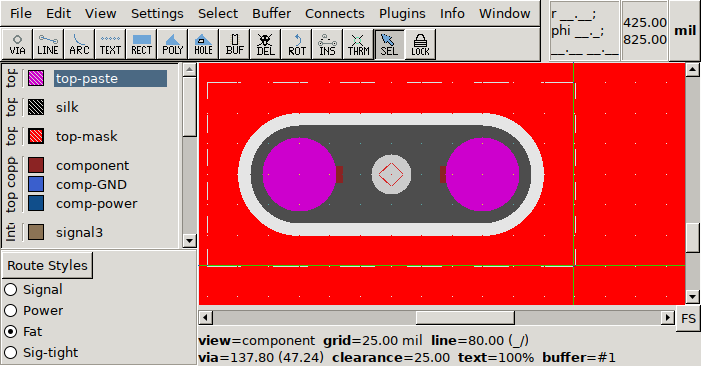 File Edit View Settings Select Buffer Connects Plugins Info Window
r __.__;
phi __._;
__.__ __.__
425.00
825.00
mil
VIA LINE ARC TEXT RECT POLY HOLE BUF DEL ROT INS THRM SEL LOCK
top top-paste
top silk
top top-mask
top copp
component
comp-GND
comp-power
Int signal3
Route Styles
Signal
Power
Fat
Sig-tight
FS
view=component grid=25.00 mil line=80.00 (_/)
via=137.80 (47.24) clearance=25.00 text=100% buffer=#1